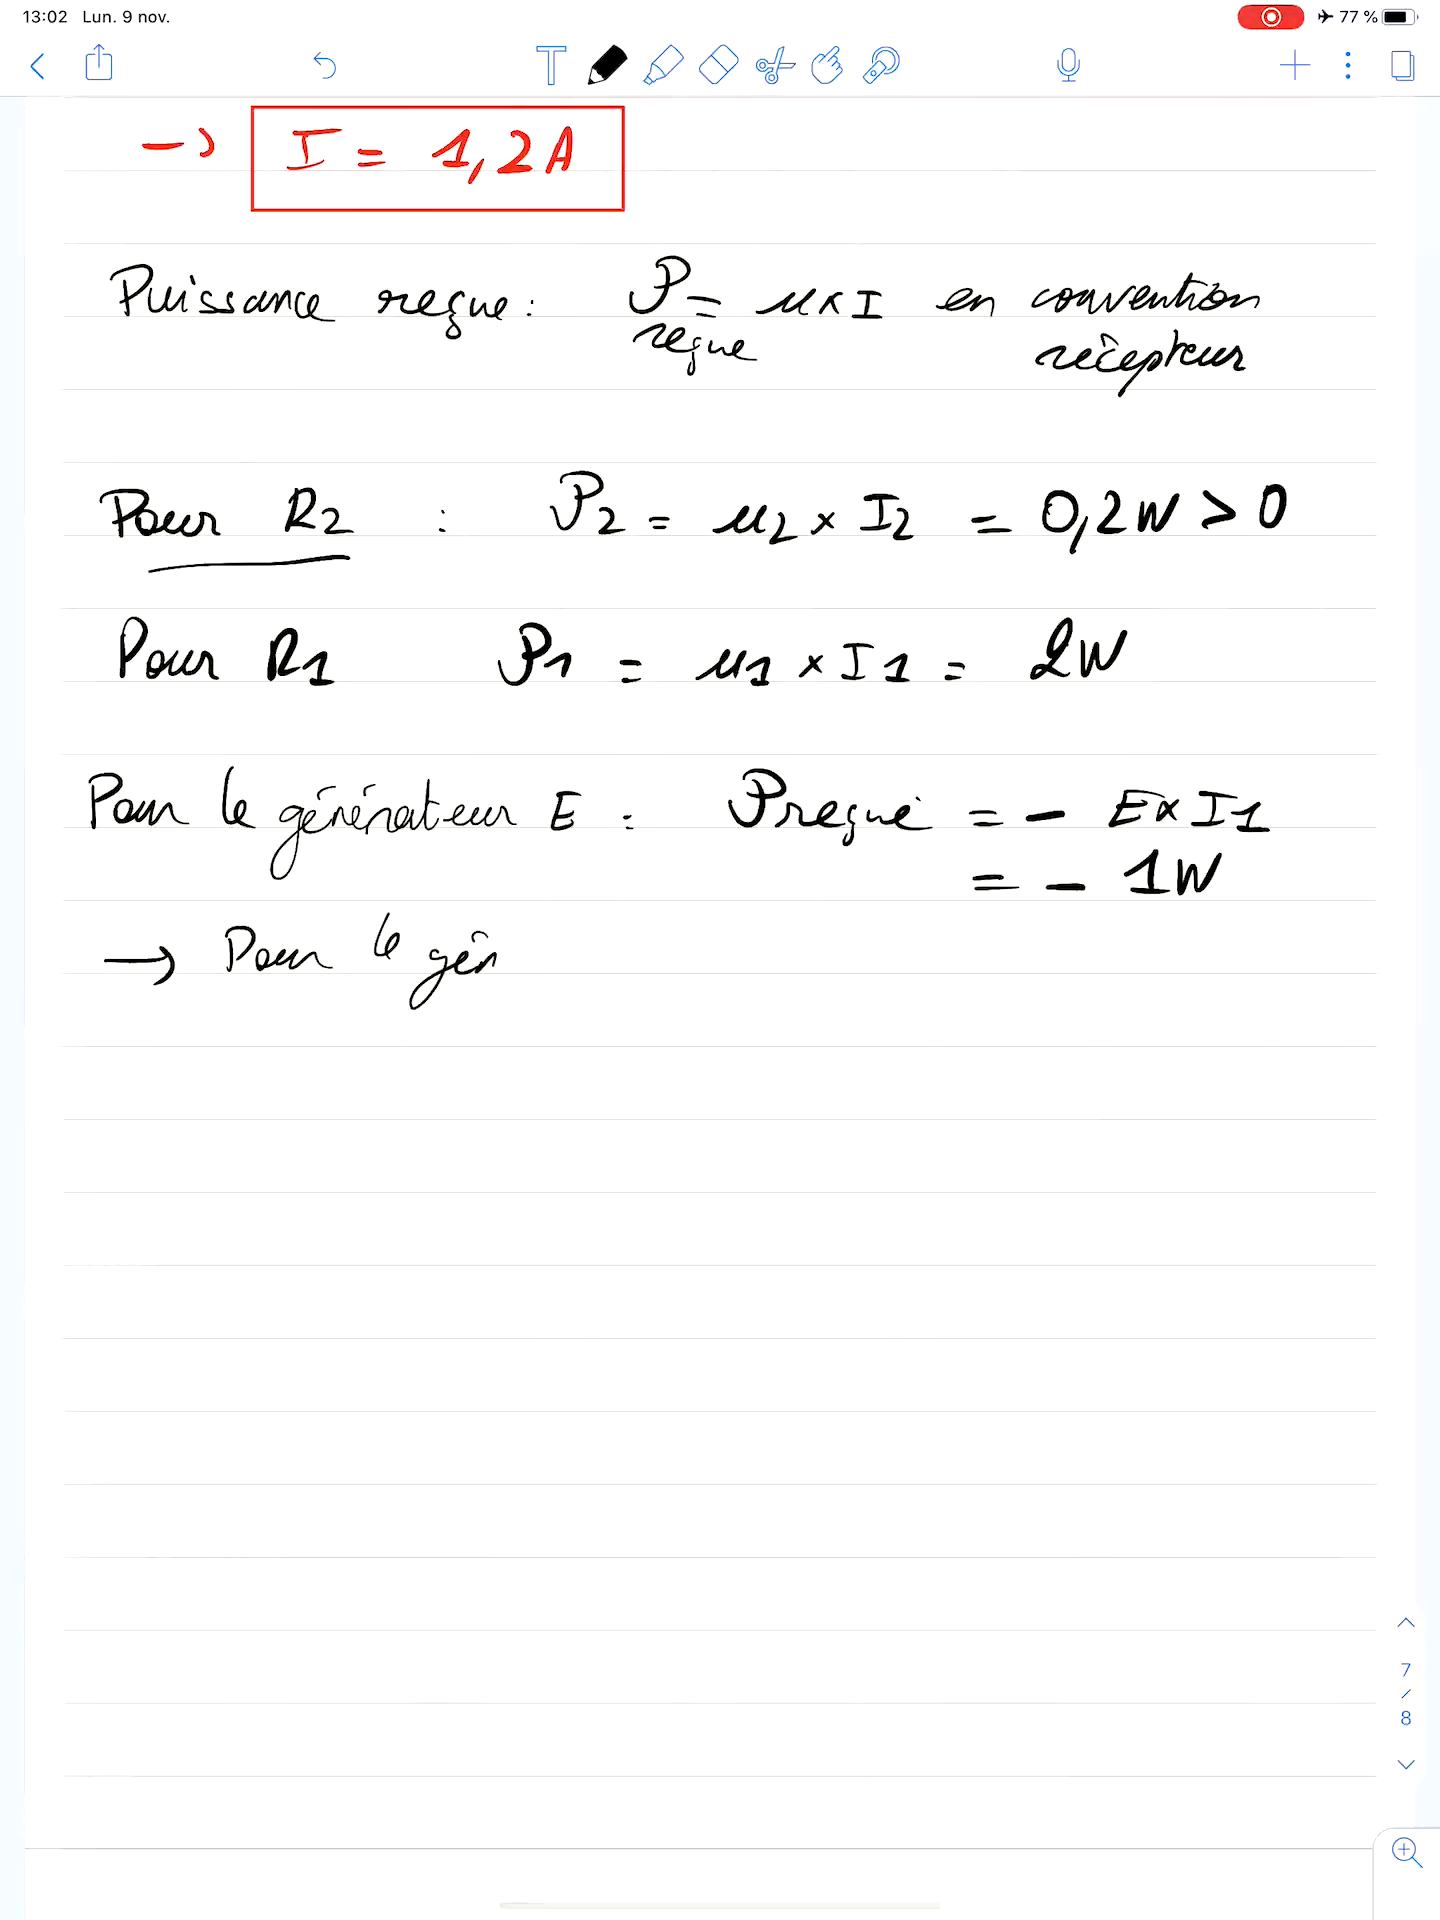 13:02 Lun. 9 nov. 77 %
→ I = 1,2A
Puissance reçue : P reçue = u x I en convention récepteur
Pour R2 : P2 = u2 x I2 = 0,2W > 0
Pour R1 P1 = u1 x I1 = 2W
Pour le générateur E : Preçue = - E x I1
= - 1W
→ Pour le gén
7
/
8